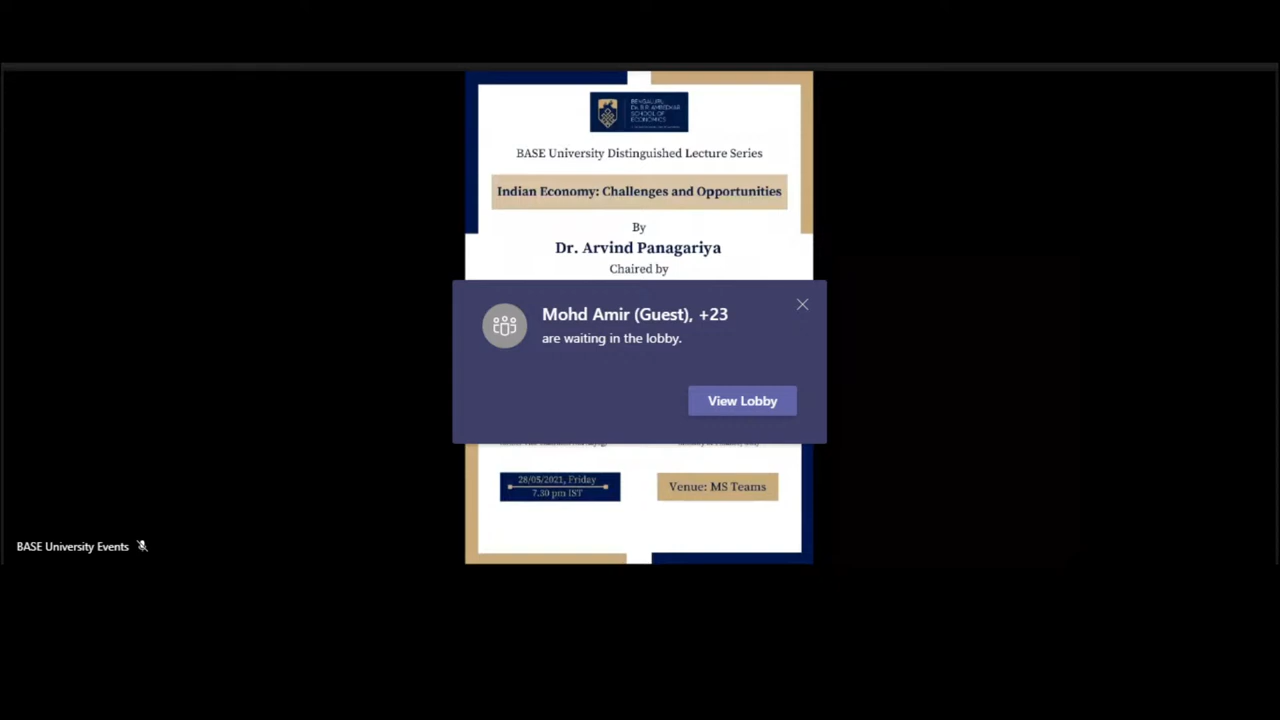 BENGALURU
Dr. B.R. AMBEDKAR
SCHOOL OF
ECONOMICS
BASE University Distinguished Lecture Series
Indian Economy: Challenges and Opportunities
By
Dr. Arvind Panagariya
Chaired by
Mohd Amir (Guest), +23
are waiting in the lobby.
View Lobby
28/05/2021, Friday
7.30 pm IST
Venue: MS Teams
BASE University Events